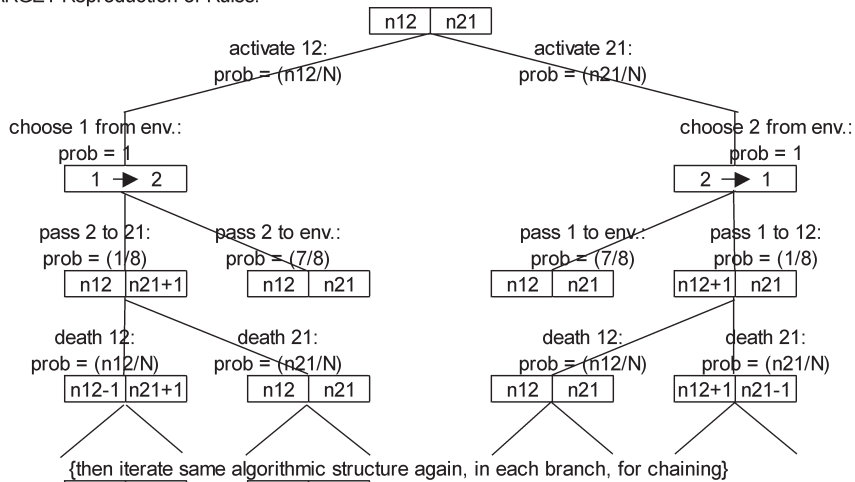 n12 n21
activate 12: activate 21:
prob = (n12/N) prob = (n21/N)
choose 1 from env.: choose 2 from env.:
prob = 1 prob = 1
1 → 2 2 → 1
pass 2 to 21: pass 2 to env.: pass 1 to env.: pass 1 to 12:
prob = (1/8) prob = (7/8) prob = (7/8) prob = (1/8)
n12 n21+1 n12 n21 n12 n21 n12+1 n21
death 12: death 21: death 12: death 21:
prob = (n12/N) prob = (n21/N) prob = (n12/N) prob = (n21/N)
n12-1 n21+1 n12 n21 n12 n21 n12+1 n21-1
{then iterate same algorithmic structure again, in each branch, for chaining}